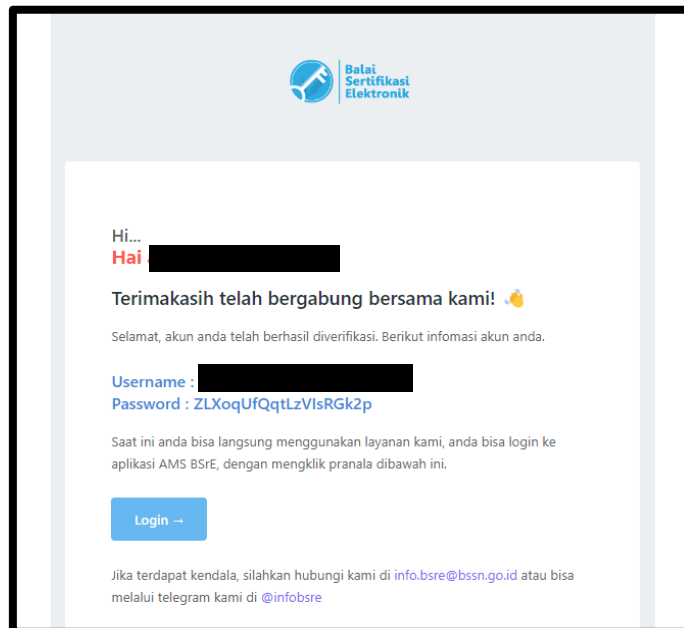 Balai
Sertifikasi
Elektronik
Hi...
Hai
Terimakasih telah bergabung bersama kami! 👏
Selamat, akun anda telah berhasil diverifikasi. Berikut infomasi akun anda.
Username :
Password : ZLXoqUfQqtLzVIsRGk2p
Saat ini anda bisa langsung menggunakan layanan kami, anda bisa login ke
aplikasi AMS BSrE, dengan mengklik pranala dibawah ini.
Login →
Jika terdapat kendala, silahkan hubungi kami di info.bsre@bssn.go.id atau bisa
melalui telegram kami di @infobsre